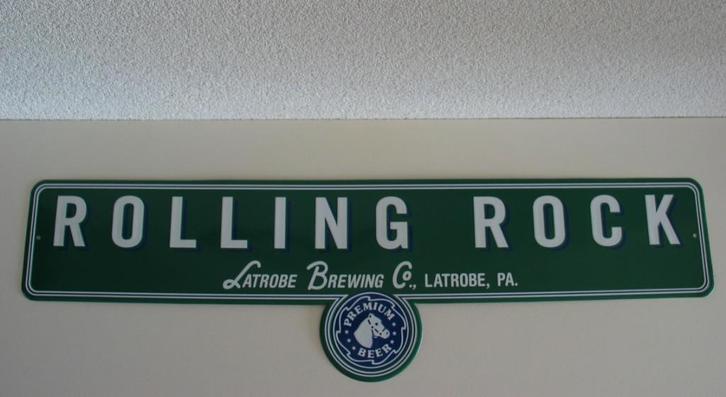 ROLLING ROCK
LATROBE BREWING Co., LATROBE, PA.
PREMIUM
BEER